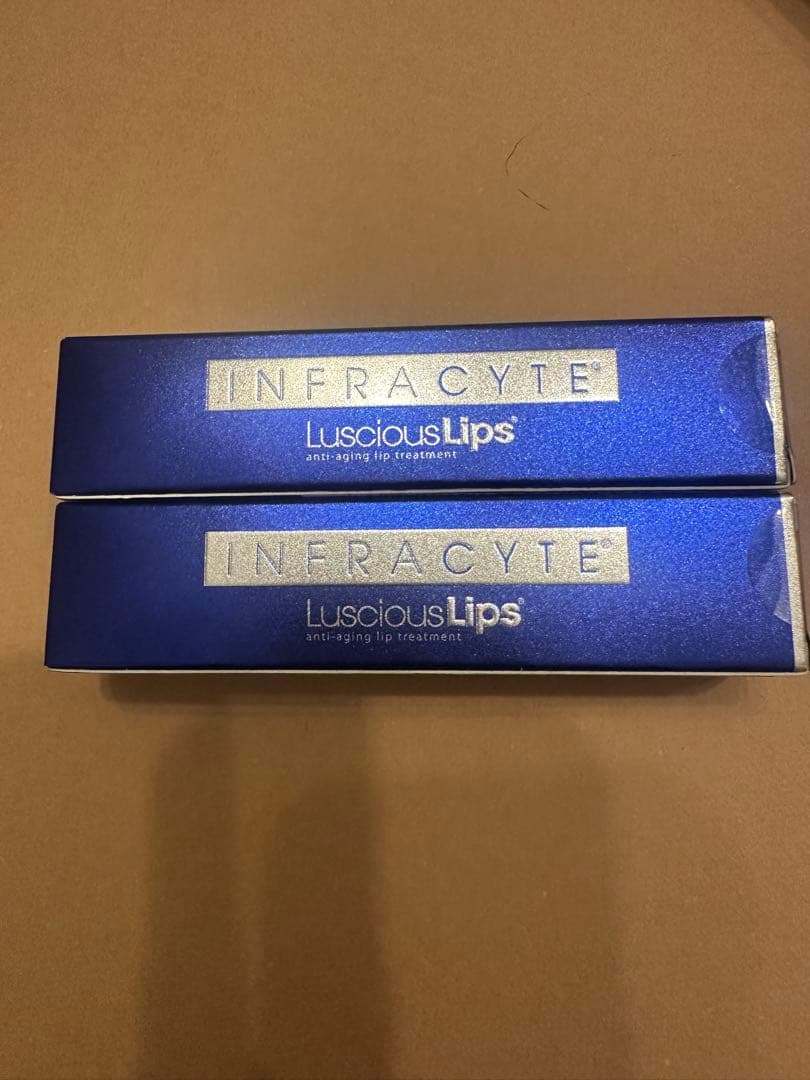 INFRACYTE®
LusciousLips®
anti-aging lip treatment
INFRACYTE®
LusciousLips®
anti-aging lip treatment